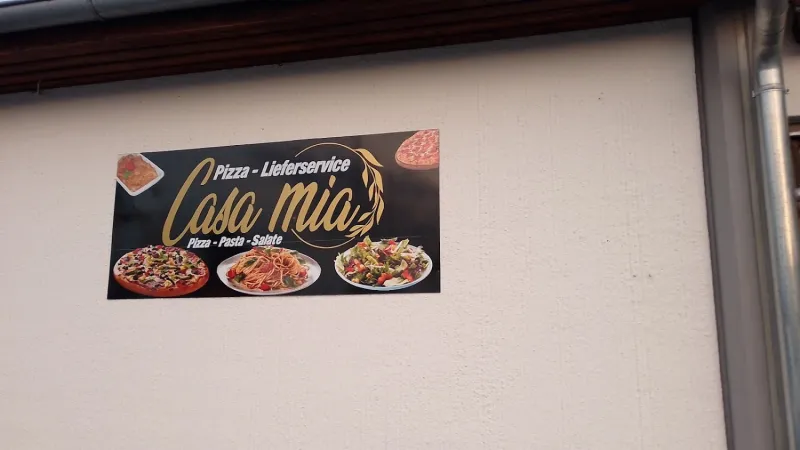 Pizza - Lieferservice
Casa mia
Pizza - Pasta - Salate